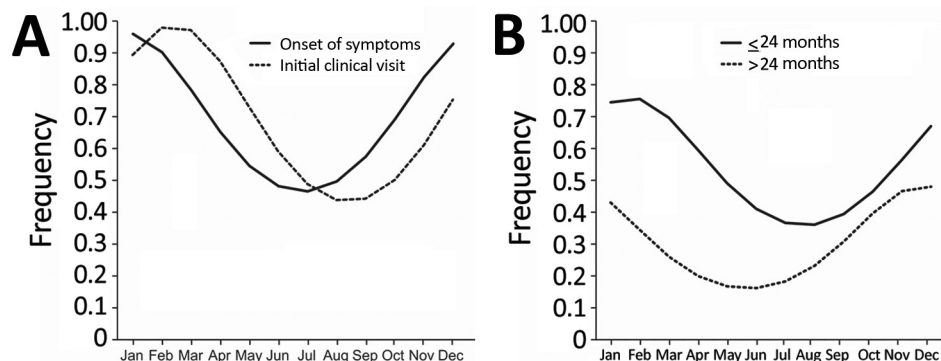 A
Frequency
1.00
0.9
0.8
0.7
0.6
0.5
0.4
0.3
0.2
0.1
0
Onset of symptoms
Initial clinical visit
Jan Feb Mar Apr May Jun Jul Aug Sep Oct Nov Dec
B
Frequency
1.00
0.9
0.8
0.7
0.6
0.5
0.4
0.3
0.2
0.1
0
≤24 months
>24 months
Jan Feb Mar Apr May Jun Jul Aug Sep Oct Nov Dec